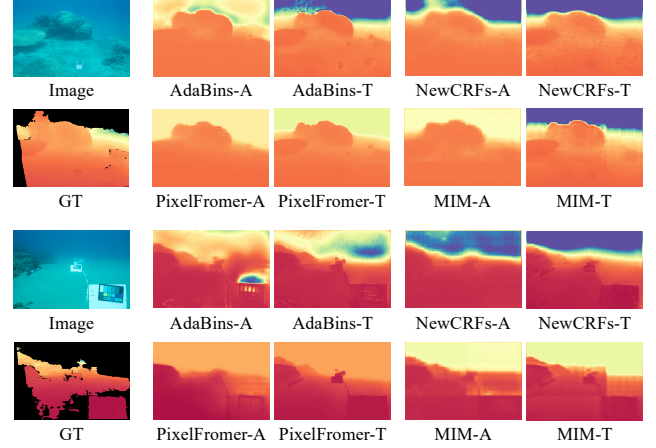 Image AdaBins-A AdaBins-T NewCRFs-A NewCRFs-T
GT PixelFromer-A PixelFromer-T MIM-A MIM-T
Image AdaBins-A AdaBins-T NewCRFs-A NewCRFs-T
GT PixelFromer-A PixelFromer-T MIM-A MIM-T